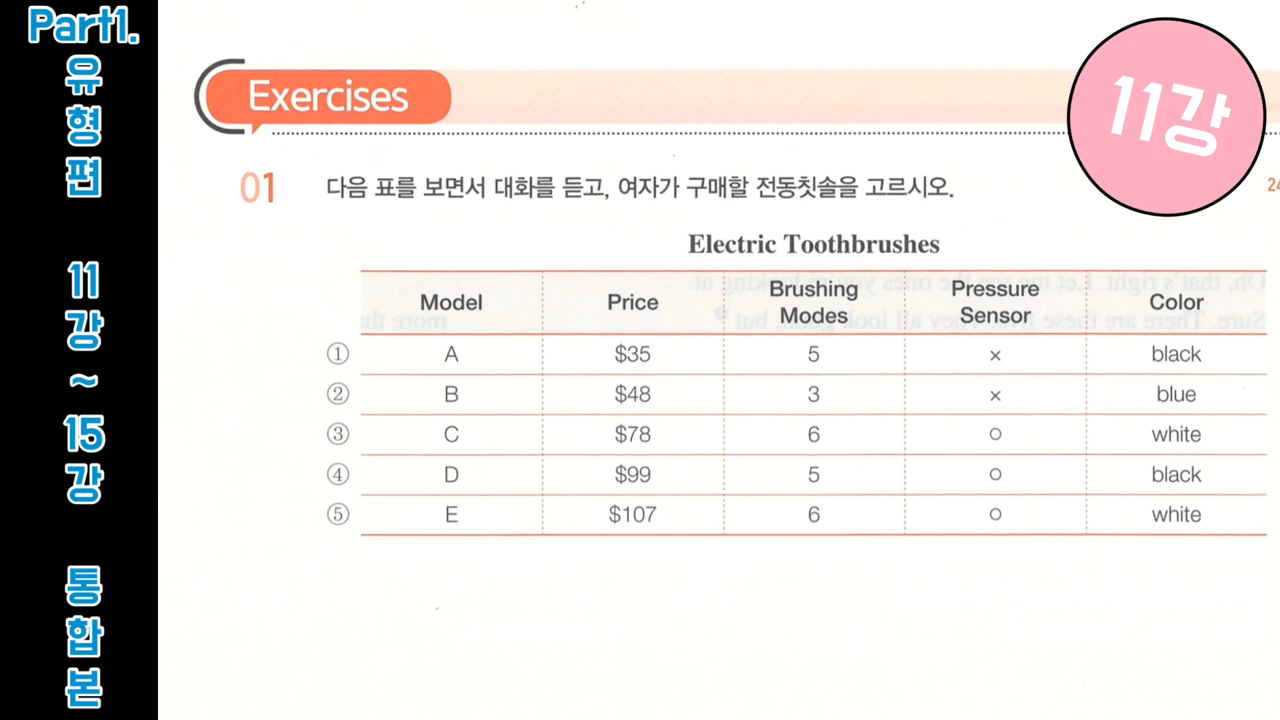 Part1.
유
형
편
11
강
~
15
강
통
합
본
Exercises
11강
01 다음 표를 보면서 대화를 듣고, 여자가 구매할 전동칫솔을 고르시오.
24
Electric Toothbrushes
Model Price Brushing Modes Pressure Sensor Color
① A $35 5 × black
② B $48 3 × blue
③ C $78 6 ○ white
④ D $99 5 ○ black
⑤ E $107 6 ○ white